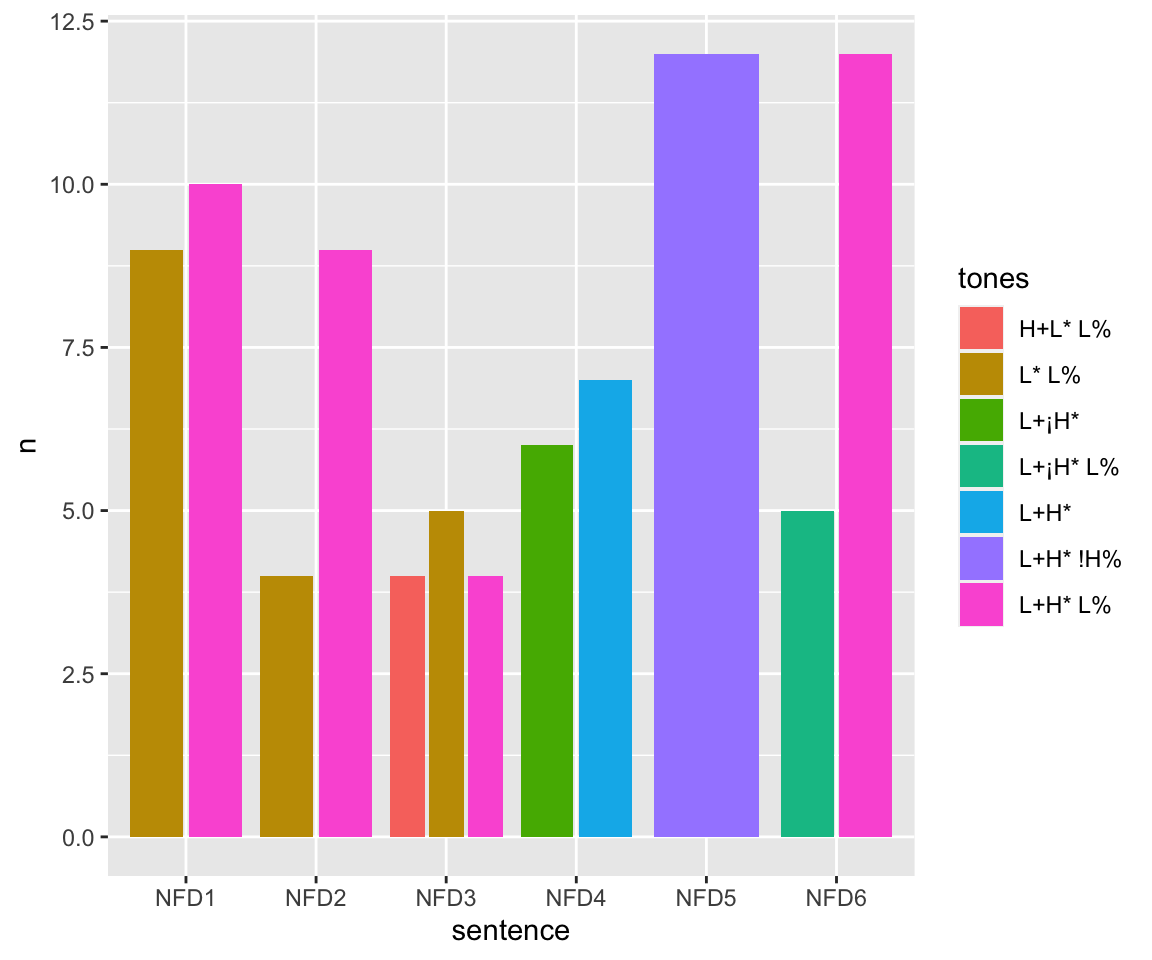 12.5
10.0
7.5
5.0
2.5
0.0
n
NFD1 NFD2 NFD3 NFD4 NFD5 NFD6
sentence
tones
H+L* L%
L* L%
L+¡H*
L+¡H* L%
L+H*
L+H* !H%
L+H* L%